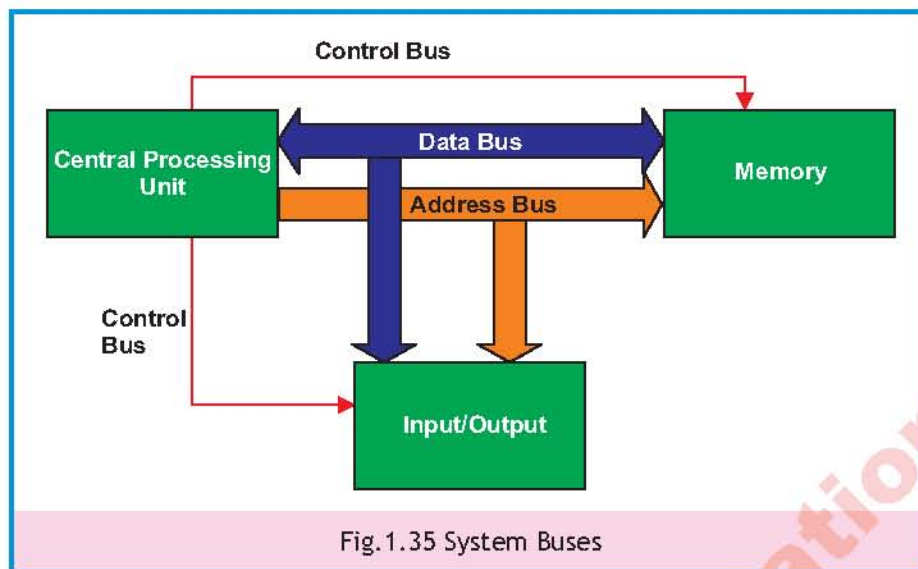 Control Bus
Central Processing
Unit
Data Bus
Memory
Address Bus
Control
Bus
Input/Output
Fig.1.35 System Buses